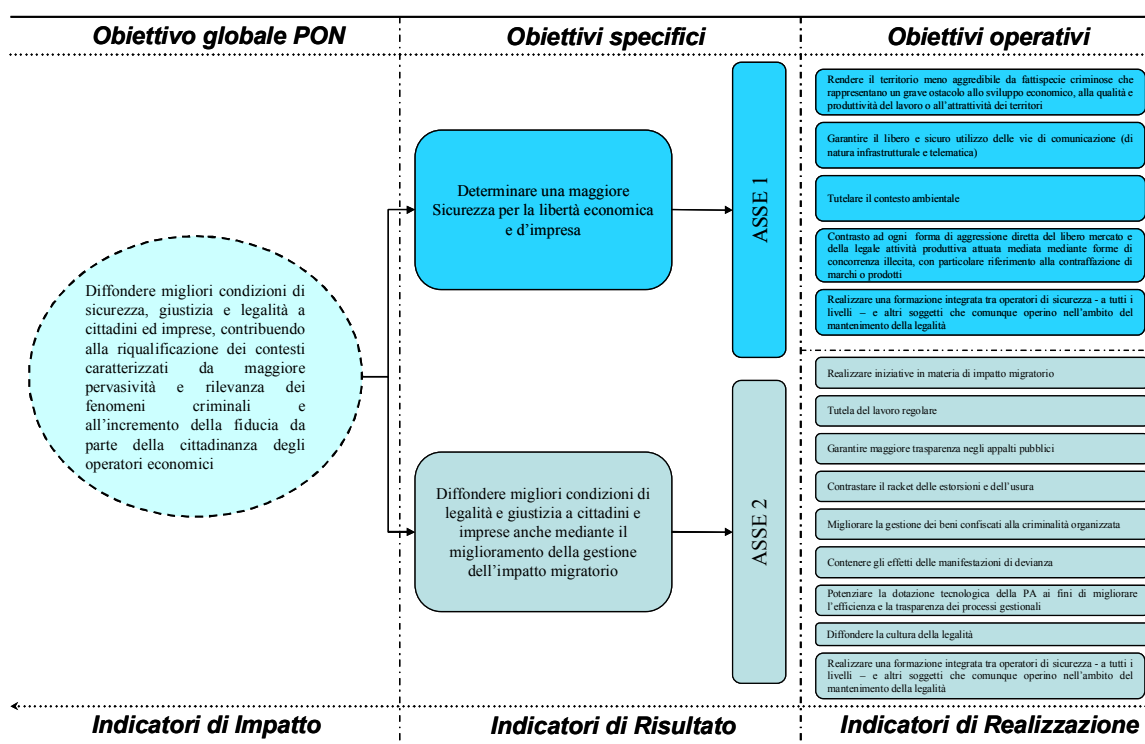 Obiettivo globale PON
Obiettivi specifici
Obiettivi operativi
Diffondere migliori condizioni di
sicurezza, giustizia e legalità a
cittadini ed imprese, contribuendo
alla riqualificazione dei contesti
caratterizzati da maggiore
pervasività e rilevanza dei
fenomeni criminali e
all'incremento della fiducia da
parte della cittadinanza degli
operatori economici
Determinare una maggiore
Sicurezza per la libertà economica
e d'impresa
ASSE 1
Rendere il territorio meno aggredibile da fattispecie criminose che
rappresentano un grave ostacolo allo sviluppo economico, alla qualità e
produttività del lavoro o all'attrattività dei territori
Garantire il libero e sicuro utilizzo delle vie di comunicazione (di
natura infrastrutturale e telematica)
Tutelare il contesto ambientale
Contrasto ad ogni forma di aggressione diretta del libero mercato e
della legale attività produttiva attuata mediata mediante forme di
concorrenza illecita, con particolare riferimento alla contraffazione di
marchi o prodotti
Realizzare una formazione integrata tra operatori di sicurezza - a tutti i
livelli – e altri soggetti che comunque operino nell'ambito del
mantenimento della legalità
Diffondere migliori condizioni di
legalità e giustizia a cittadini e
imprese anche mediante il
miglioramento della gestione
dell'impatto migratorio
ASSE 2
Realizzare iniziative in materia di impatto migratorio
Tutela del lavoro regolare
Garantire maggiore trasparenza negli appalti pubblici
Contrastare il racket delle estorsioni e dell'usura
Migliorare la gestione dei beni confiscati alla criminalità organizzata
Contenere gli effetti delle manifestazioni di devianza
Potenziare la dotazione tecnologica della PA ai fini di migliorare
l'efficienza e la trasparenza dei processi gestionali
Diffondere la cultura della legalità
Realizzare una formazione integrata tra operatori di sicurezza - a tutti i
livelli – e altri soggetti che comunque operino nell'ambito del
mantenimento della legalità
Indicatori di Impatto
Indicatori di Risultato
Indicatori di Realizzazione